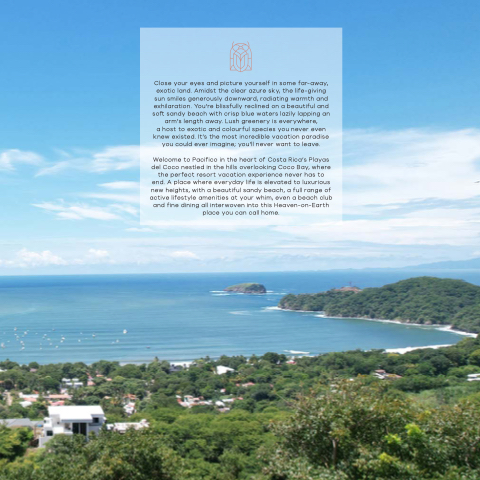 Close your eyes and picture yourself in some far-away,
exotic land. Amidst the clear azure sky, the life-giving
sun smiles generously downward, radiating warmth and
exhilaration. You're blissfully reclined on a beautiful and
soft sandy beach with crisp blue waters lazily lapping an
arm's length away. Lush greenery is everywhere,
a host to exotic and colourful species you never even
knew existed. It's the most incredible vacation paradise
you could ever imagine; you'll never want to leave.
Welcome to Pacifico in the heart of Costa Rica's Playas
del Coco nestled in the hills overlooking Coco Bay, where
the perfect resort vacation experience never has to
end. A place where everyday life is elevated to luxurious
new heights, with a beautiful sandy beach, a full range of
active lifestyle amenities at your whim, even a beach club
and fine dining all interwoven into this Heaven-on-Earth
place you can call home.